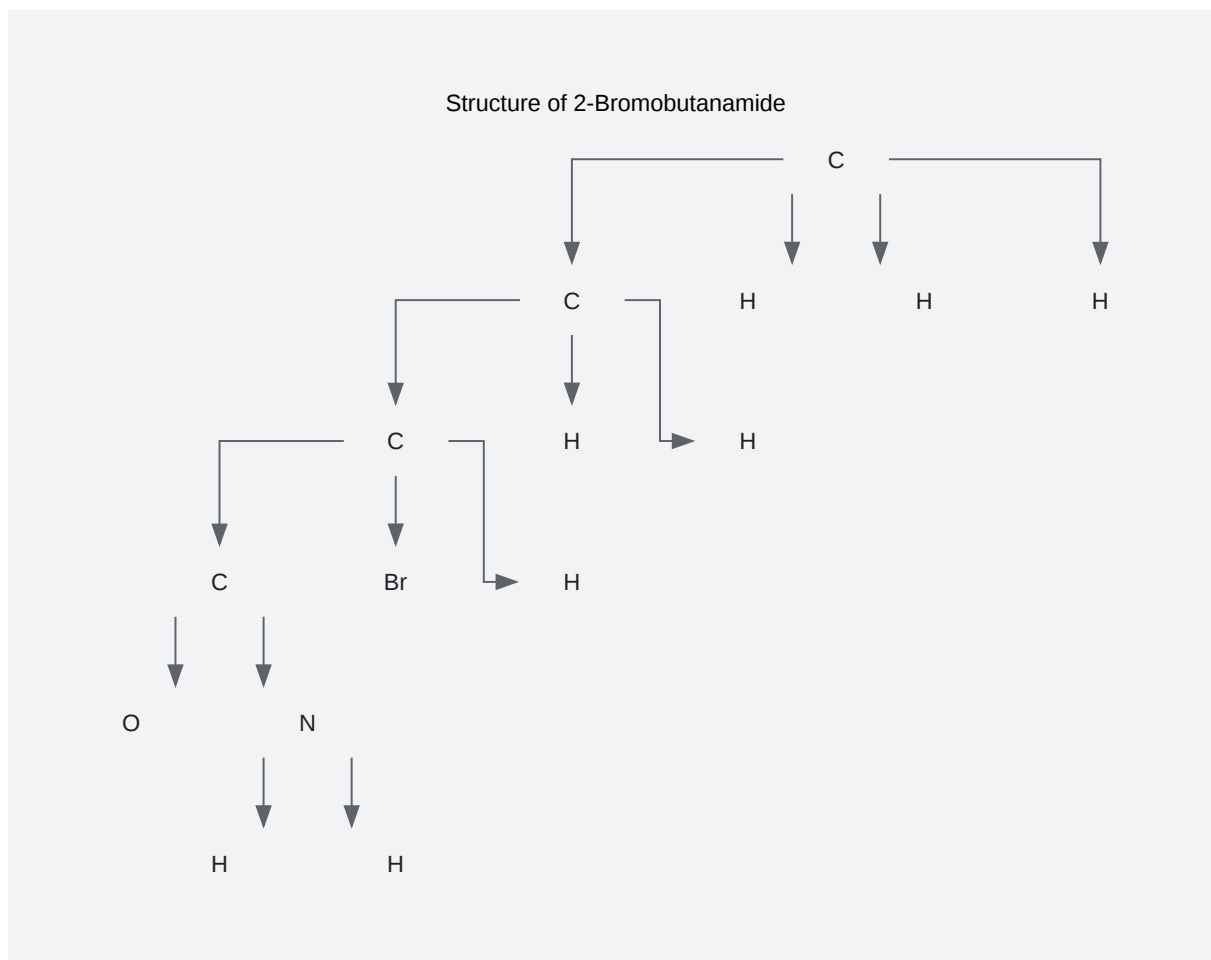 Structure of 2-Bromobutanamide
C
C H H H
C H H
C Br H
O N
H H